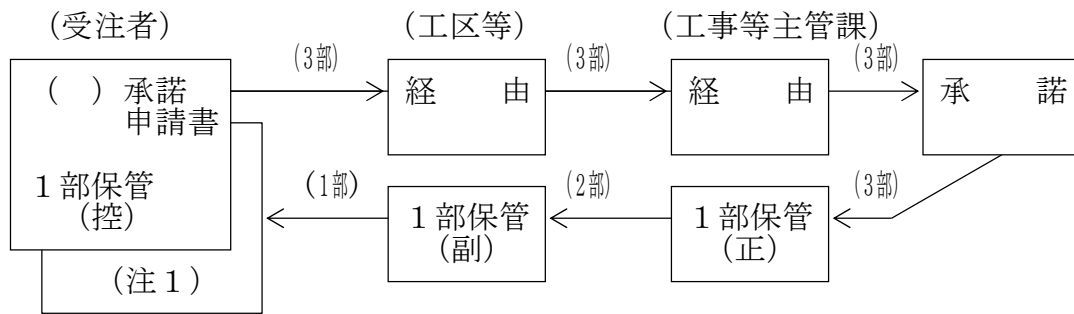 (受注者)
(工区等)
(工事等主管課)
(3部)
(3部)
(3部)
(　)承諾
申請書
経　由
経　由
承　諾
１部保管
(控)
(1部)
１部保管
(副)
(2部)
１部保管
(正)
(3部)
(注１)